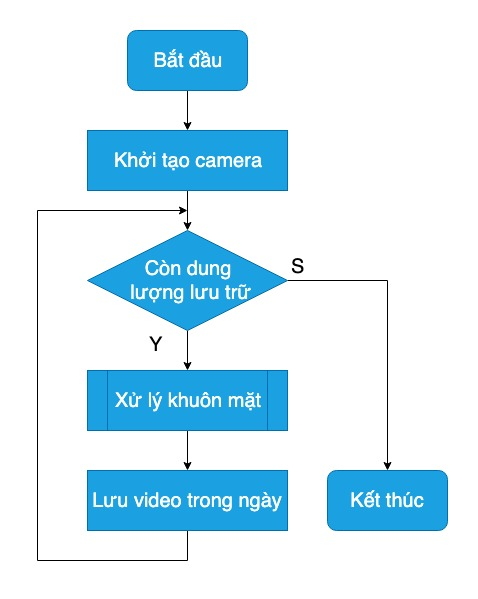 Bắt đầu
Khởi tạo camera
Còn dung
lượng lưu trữ
S
Y
Xử lý khuôn mặt
Lưu video trong ngày
Kết thúc